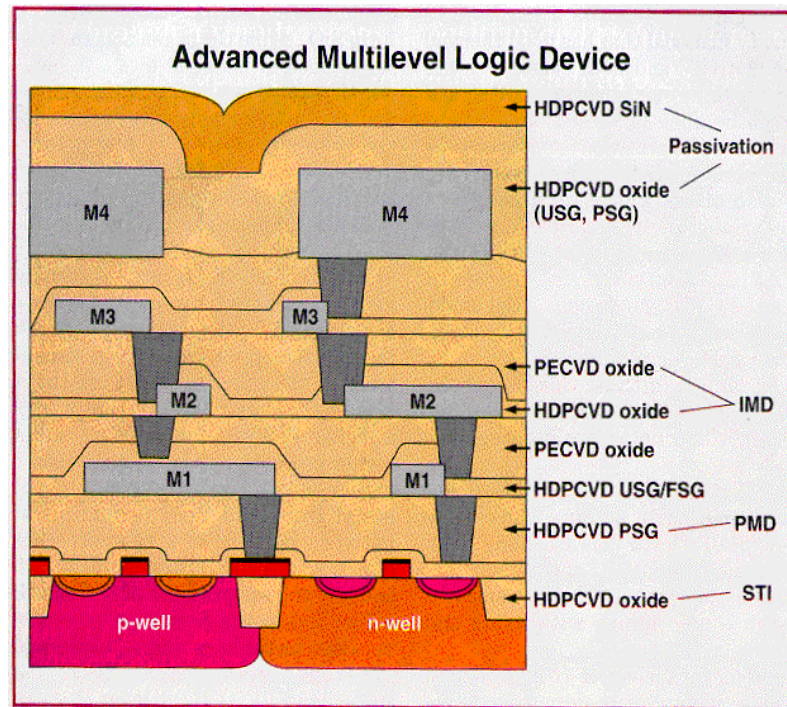 Advanced Multilevel Logic Device
HDPCVD SiN
Passivation
HDPCVD oxide
(USG, PSG)
M4
M4
M3
M3
PECVD oxide
M2
M2
HDPCVD oxide
IMD
PECVD oxide
M1
M1
HDPCVD USG/FSG
HDPCVD PSG
PMD
HDPCVD oxide
STI
p-well
n-well